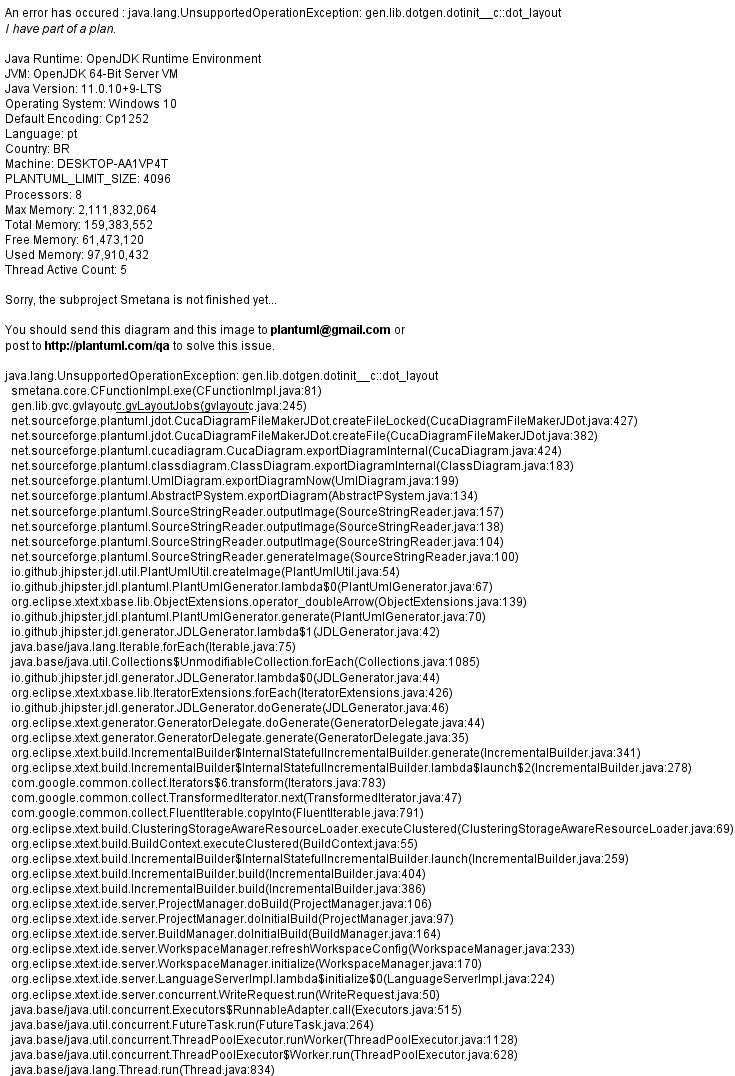 An error has occured : java.lang.UnsupportedOperationException: gen.lib.dotgen.dotinit__c::dot_layout
I have part of a plan.
Java Runtime: OpenJDK Runtime Environment
JVM: OpenJDK 64-Bit Server VM
Java Version: 11.0.10+9-LTS
Operating System: Windows 10
Default Encoding: Cp1252
Language: pt
Country: BR
Machine: DESKTOP-AA1VP4T
PLANTUML_LIMIT_SIZE: 4096
Processors: 8
Max Memory: 2,111,832,064
Total Memory: 159,383,552
Free Memory: 61,473,120
Used Memory: 97,910,432
Thread Active Count: 5
Sorry, the subproject Smetana is not finished yet...
You should send this diagram and this image to plantuml@gmail.com or
post to http://plantuml.com/qa to solve this issue.
java.lang.UnsupportedOperationException: gen.lib.dotgen.dotinit__c::dot_layout
smetana.core.CFunctionImpl.exe(CFunctionImpl.java:81)
gen.lib.gvc.gvlayoutc.gvLayoutJobs(gvlayoutc.java:245)
net.sourceforge.plantuml.jdot.CucaDiagramFileMakerJDot.createFileLocked(CucaDiagramFileMakerJDot.java:427)
net.sourceforge.plantuml.jdot.CucaDiagramFileMakerJDot.createFile(CucaDiagramFileMakerJDot.java:382)
net.sourceforge.plantuml.cucadiagram.CucaDiagram.exportDiagramInternal(CucaDiagram.java:424)
net.sourceforge.plantuml.classdiagram.ClassDiagram.exportDiagramInternal(ClassDiagram.java:183)
net.sourceforge.plantuml.UmlDiagram.exportDiagramNow(UmlDiagram.java:199)
net.sourceforge.plantuml.AbstractPSystem.exportDiagram(AbstractPSystem.java:134)
net.sourceforge.plantuml.SourceStringReader.outputImage(SourceStringReader.java:157)
net.sourceforge.plantuml.SourceStringReader.outputImage(SourceStringReader.java:138)
net.sourceforge.plantuml.SourceStringReader.outputImage(SourceStringReader.java:104)
net.sourceforge.plantuml.SourceStringReader.generateImage(SourceStringReader.java:100)
io.github.jhipster.jdl.util.PlantUmlUtil.createImage(PlantUmlUtil.java:54)
io.github.jhipster.jdl.plantuml.PlantUmlGenerator.lambda$0(PlantUmlGenerator.java:67)
org.eclipse.xtext.xbase.lib.ObjectExtensions.operator_doubleArrow(ObjectExtensions.java:139)
io.github.jhipster.jdl.plantuml.PlantUmlGenerator.generate(PlantUmlGenerator.java:70)
io.github.jhipster.jdl.generator.JDLGenerator.lambda$1(JDLGenerator.java:42)
java.base/java.lang.Iterable.forEach(Iterable.java:75)
java.base/java.util.Collections$UnmodifiableCollection.forEach(Collections.java:1085)
io.github.jhipster.jdl.generator.JDLGenerator.lambda$0(JDLGenerator.java:44)
org.eclipse.xtext.xbase.lib.IteratorExtensions.forEach(IteratorExtensions.java:426)
io.github.jhipster.jdl.generator.JDLGenerator.doGenerate(JDLGenerator.java:46)
org.eclipse.xtext.generator.GeneratorDelegate.doGenerate(GeneratorDelegate.java:44)
org.eclipse.xtext.generator.GeneratorDelegate.generate(GeneratorDelegate.java:35)
org.eclipse.xtext.build.IncrementalBuilder$InternalStatefulIncrementalBuilder.generate(IncrementalBuilder.java:341)
org.eclipse.xtext.build.IncrementalBuilder$InternalStatefulIncrementalBuilder.lambda$launch$2(IncrementalBuilder.java:278)
com.google.common.collect.Iterators$6.transform(Iterators.java:783)
com.google.common.collect.TransformedIterator.next(TransformedIterator.java:47)
com.google.common.collect.FluentIterable.copyInto(FluentIterable.java:791)
org.eclipse.xtext.build.ClusteringStorageAwareResourceLoader.executeClustered(ClusteringStorageAwareResourceLoader.java:69)
org.eclipse.xtext.build.BuildContext.executeClustered(BuildContext.java:55)
org.eclipse.xtext.build.IncrementalBuilder$InternalStatefulIncrementalBuilder.launch(IncrementalBuilder.java:259)
org.eclipse.xtext.build.IncrementalBuilder.build(IncrementalBuilder.java:404)
org.eclipse.xtext.build.IncrementalBuilder.build(IncrementalBuilder.java:386)
org.eclipse.xtext.ide.server.ProjectManager.doBuild(ProjectManager.java:106)
org.eclipse.xtext.ide.server.ProjectManager.doInitialBuild(ProjectManager.java:97)
org.eclipse.xtext.ide.server.BuildManager.doInitialBuild(BuildManager.java:164)
org.eclipse.xtext.ide.server.WorkspaceManager.refreshWorkspaceConfig(WorkspaceManager.java:233)
org.eclipse.xtext.ide.server.WorkspaceManager.initialize(WorkspaceManager.java:170)
org.eclipse.xtext.ide.server.LanguageServerImpl.lambda$initialize$0(LanguageServerImpl.java:224)
org.eclipse.xtext.ide.server.concurrent.WriteRequest.run(WriteRequest.java:50)
java.base/java.util.concurrent.Executors$RunnableAdapter.call(Executors.java:515)
java.base/java.util.concurrent.FutureTask.run(FutureTask.java:264)
java.base/java.util.concurrent.ThreadPoolExecutor.runWorker(ThreadPoolExecutor.java:1128)
java.base/java.util.concurrent.ThreadPoolExecutor$Worker.run(ThreadPoolExecutor.java:628)
java.base/java.lang.Thread.run(Thread.java:834)